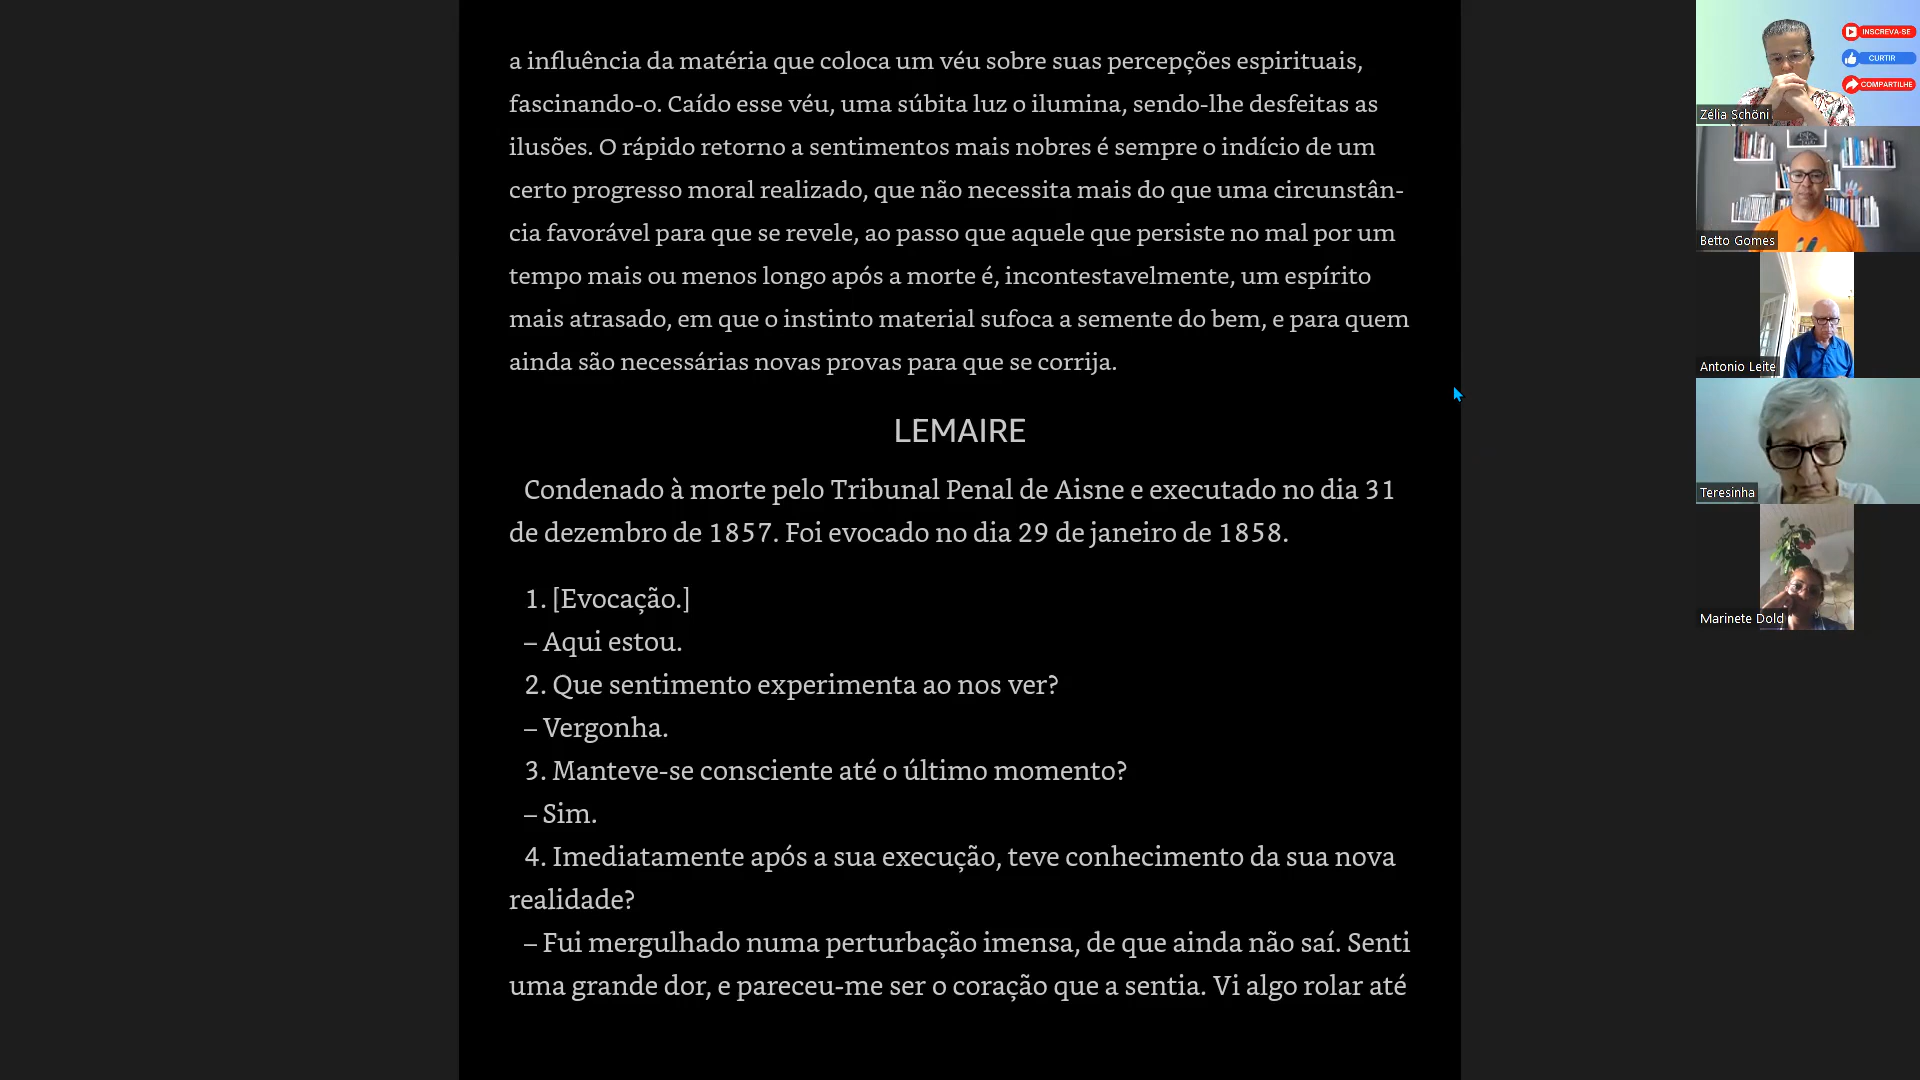 a influência da matéria que coloca um véu sobre suas percepções espirituais,
fascinando-o. Caído esse véu, uma súbita luz o ilumina, sendo-lhe desfeitas as
ilusões. O rápido retorno a sentimentos mais nobres é sempre o indício de um
certo progresso moral realizado, que não necessita mais do que uma circunstân-
cia favorável para que se revele, ao passo que aquele que persiste no mal por um
tempo mais ou menos longo após a morte é, incontestavelmente, um espírito
mais atrasado, em que o instinto material sufoca a semente do bem, e para quem
ainda são necessárias novas provas para que se corrija.
LEMAIRE
Condenado à morte pelo Tribunal Penal de Aisne e executado no dia 31
de dezembro de 1857. Foi evocado no dia 29 de janeiro de 1858.
1. [Evocação.]
– Aqui estou.
2. Que sentimento experimenta ao nos ver?
– Vergonha.
3. Manteve-se consciente até o último momento?
– Sim.
4. Imediatamente após a sua execução, teve conhecimento da sua nova
realidade?
– Fui mergulhado numa perturbação imensa, de que ainda não saí. Senti
uma grande dor, e pareceu-me ser o coração que a sentia. Vi algo rolar até
INSCREVA-SE
CURTIR
COMPARTILHE
Zélia Schöni
Betto Gomes
Antonio Leite
Teresinha
Marinete Dold